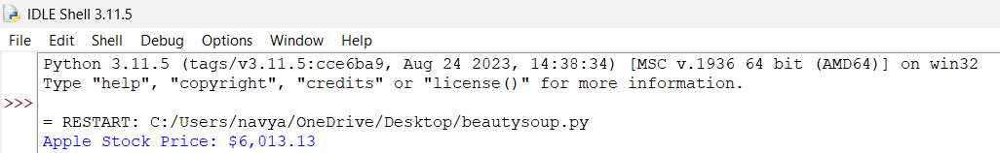 IDLE Shell 3.11.5
File Edit Shell Debug Options Window Help
Python 3.11.5 (tags/v3.11.5:cce6ba9, Aug 24 2023, 14:38:34) [MSC v.1936 64 bit (AMD64)] on win32
Type "help", "copyright", "credits" or "license()" for more information.
>>>
= RESTART: C:/Users/navya/OneDrive/Desktop/beautysoup.py
Apple Stock Price: $6,013.13